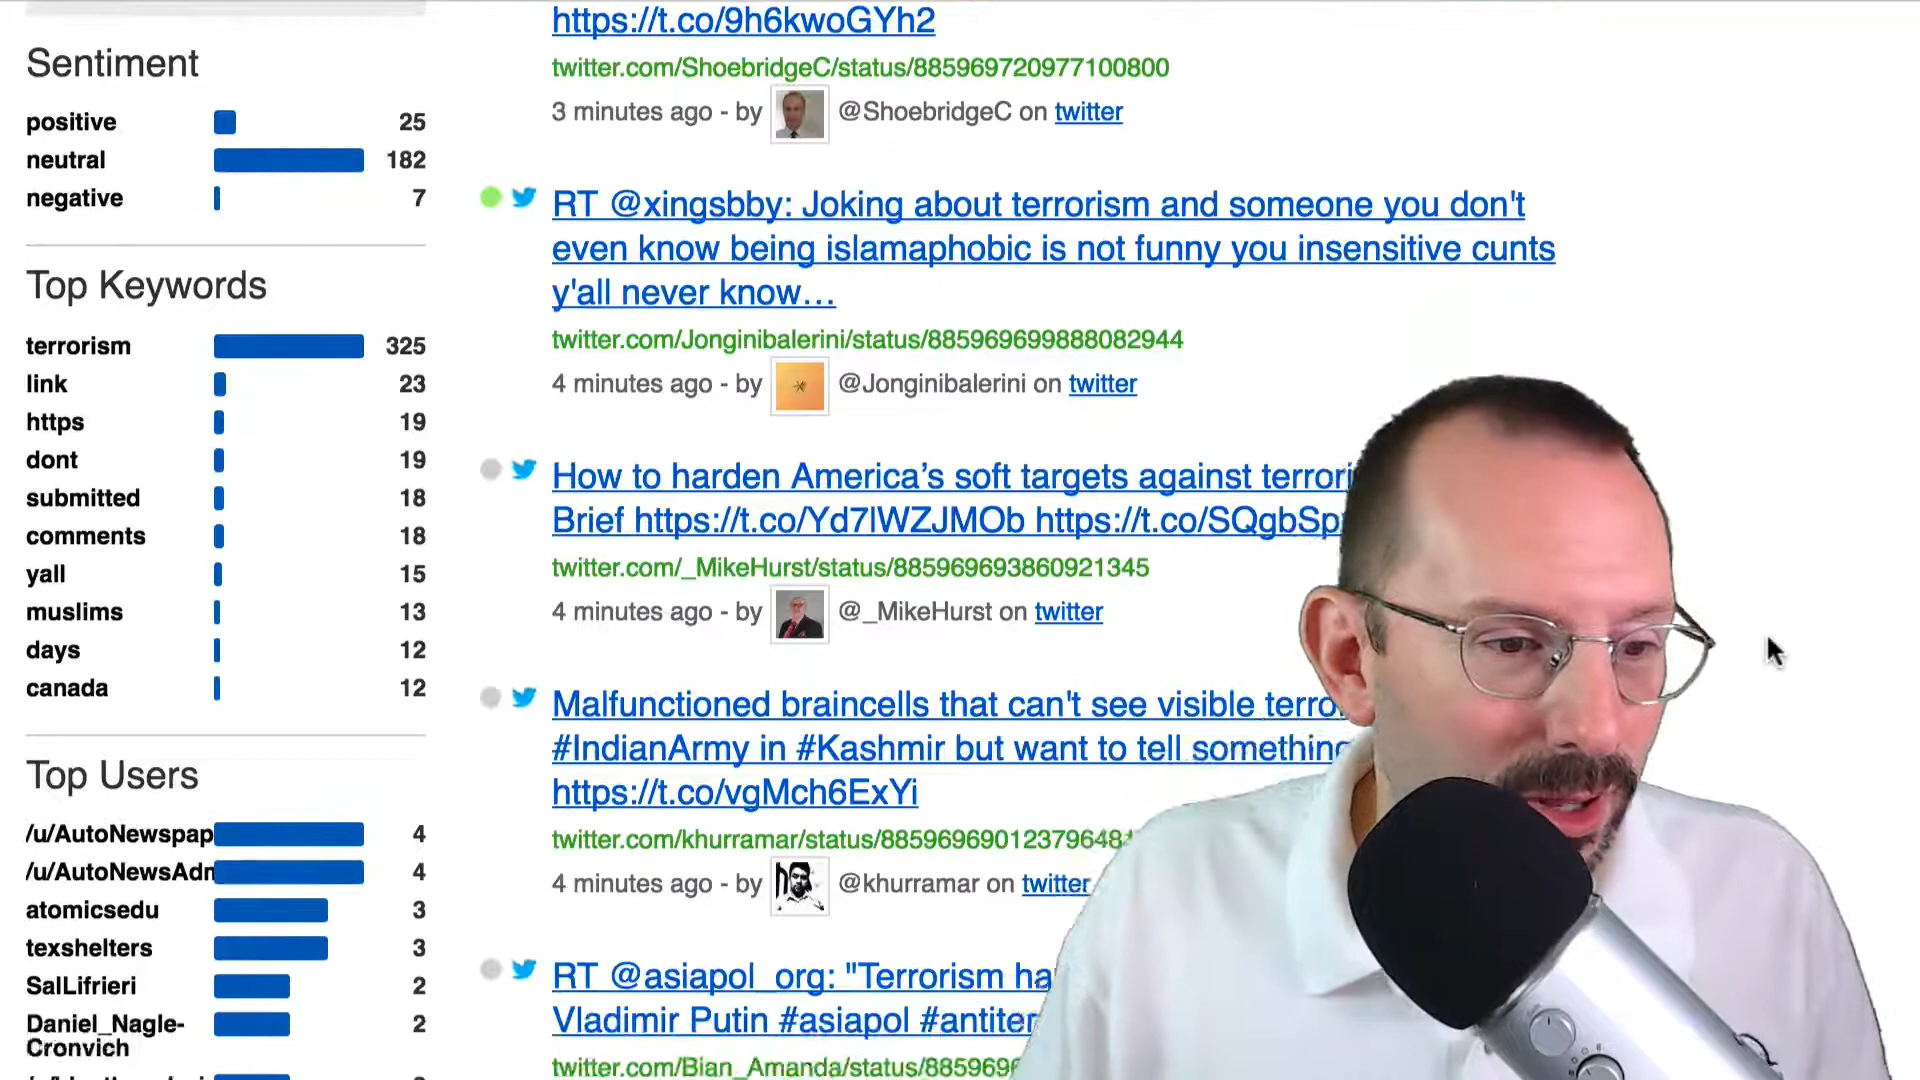 Sentiment
positive 25
neutral 182
negative 7
Top Keywords
terrorism 325
link 23
https 19
dont 19
submitted 18
comments 18
yall 15
muslims 13
days 12
canada 12
Top Users
/u/AutoNewspap 4
/u/AutoNewsAdm 4
atomicsedu 3
texshelters 3
SalLifrieri 2
Daniel_Nagle-
Cronvich 2
https://t.co/9h6kwoGYh2
twitter.com/ShoebridgeC/status/885969720977100800
3 minutes ago - by @ShoebridgeC on twitter
RT @xingsbby: Joking about terrorism and someone you don't
even know being islamaphobic is not funny you insensitive cunts
y'all never know…
twitter.com/Jonginibalerini/status/885969699888082944
4 minutes ago - by @Jonginibalerini on twitter
How to harden America’s soft targets against terrori
Brief https://t.co/Yd7lWZJMOb https://t.co/SQgbSp
twitter.com/_MikeHurst/status/885969693860921345
4 minutes ago - by @_MikeHurst on twitter
Malfunctioned braincells that can't see visible terro
#IndianArmy in #Kashmir but want to tell something
https://t.co/vgMch6ExYi
twitter.com/khurramar/status/88596969012379648
4 minutes ago - by @khurramar on twitter
RT @asiapol_org: "Terrorism ha
Vladimir Putin #asiapol #antiter
twitter.com/Bian_Amanda/status/885969